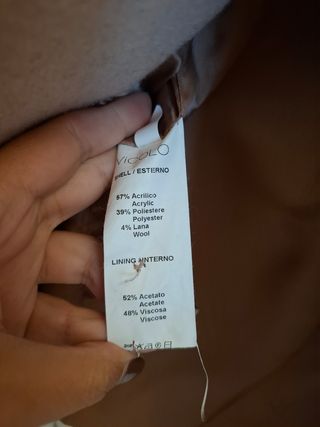 VICOLO
SHELL / ESTERNO
57% Acrilico
Acrylic
39% Poliestere
Polyester
4% Lana
Wool
LINING / INTERNO
52% Acetato
Acetate
48% Viscosa
Viscose